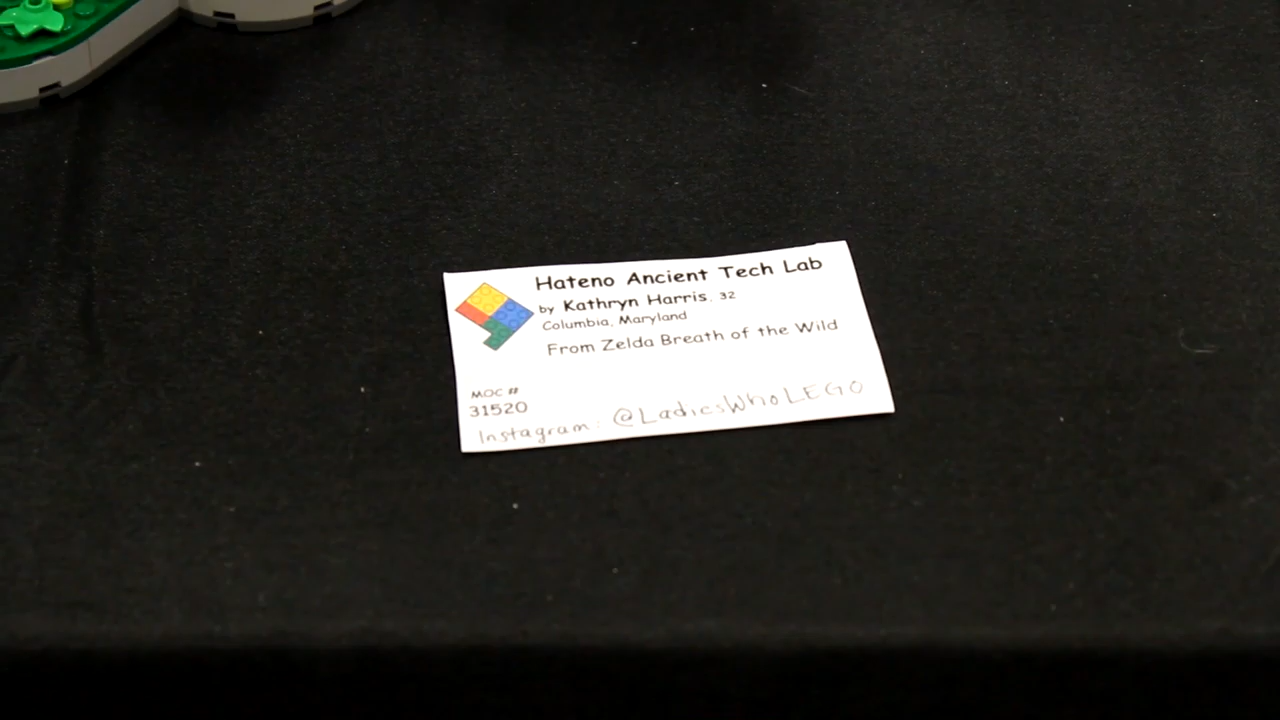 Hateno Ancient Tech Lab
by Kathryn Harris, 32
Columbia, Maryland
From Zelda Breath of the Wild
MOC #
31520
Instagram: @LadiesWhoLEGO